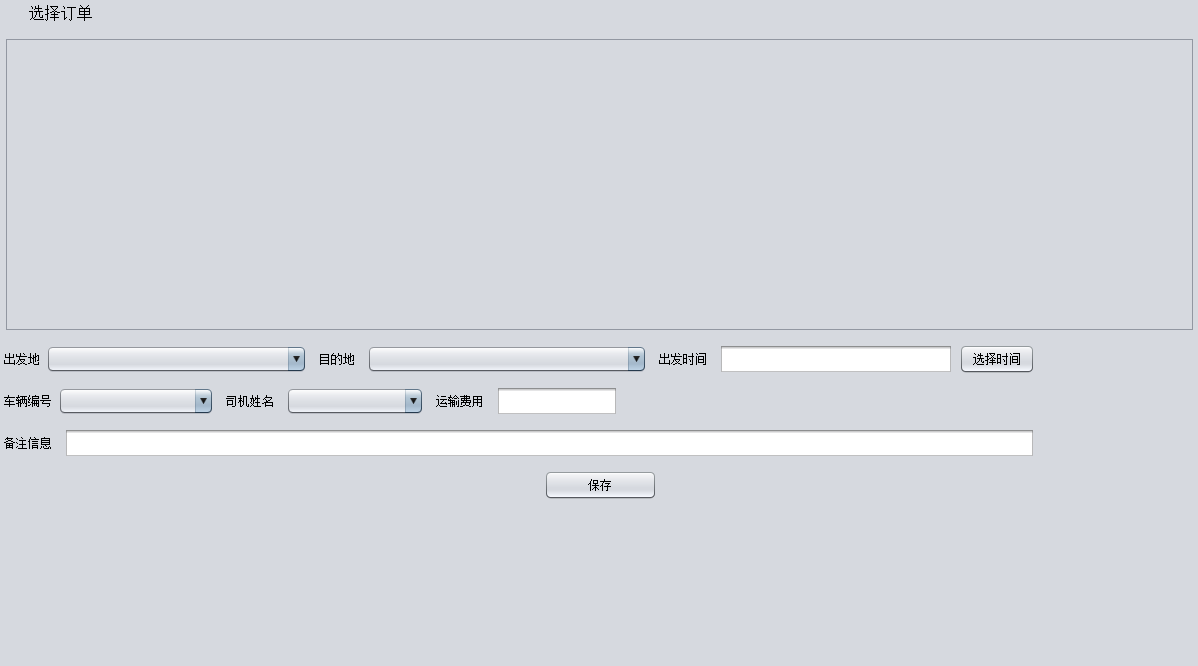 选择订单
出发地 目的地 出发时间 选择时间
车辆编号 司机姓名 运输费用
备注信息
保存